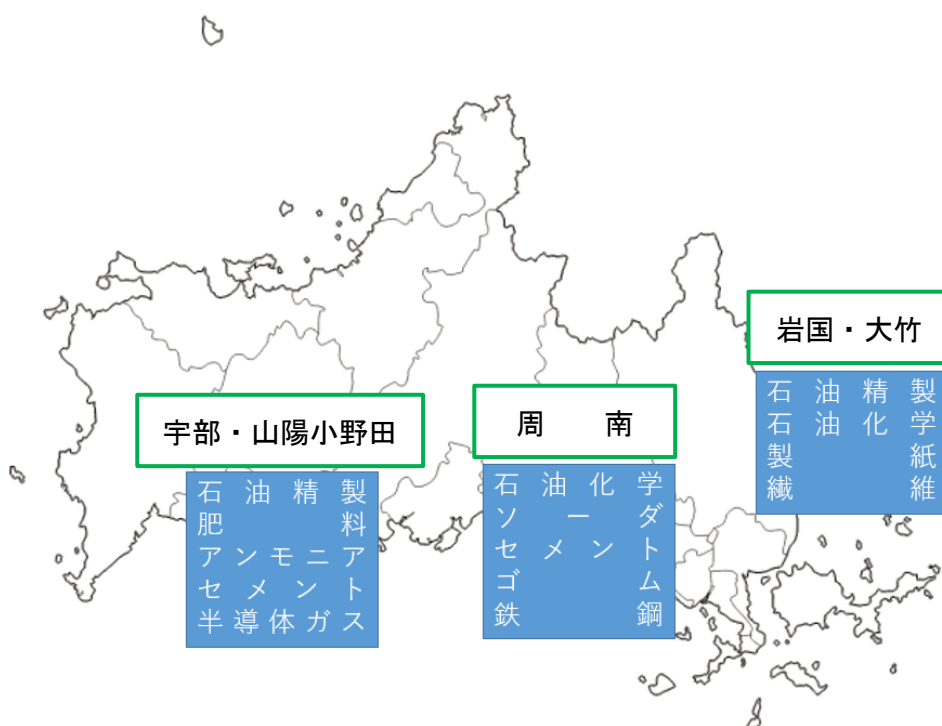 宇部・山陽小野田
石油精製
肥料
アンモニア
セメント
半導体ガス
周南
石油化学
ソーダ
セメント
ゴム
鉄鋼
岩国・大竹
石油精製
石油化学
製紙
繊維